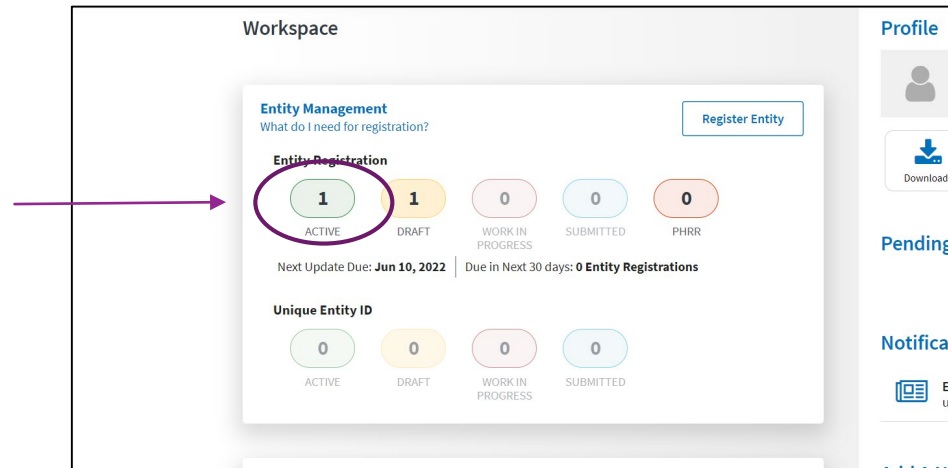 Workspace
Entity Management
What do I need for registration?
Register Entity
Entity Registration
1
1
0
0
0
ACTIVE
DRAFT
WORK IN
PROGRESS
SUBMITTED
PHRR
Next Update Due: Jun 10, 2022
Due in Next 30 days: 0 Entity Registrations
Unique Entity ID
0
0
0
0
ACTIVE
DRAFT
WORK IN
PROGRESS
SUBMITTED
Profile
Download
Pending
Notifica
E
u